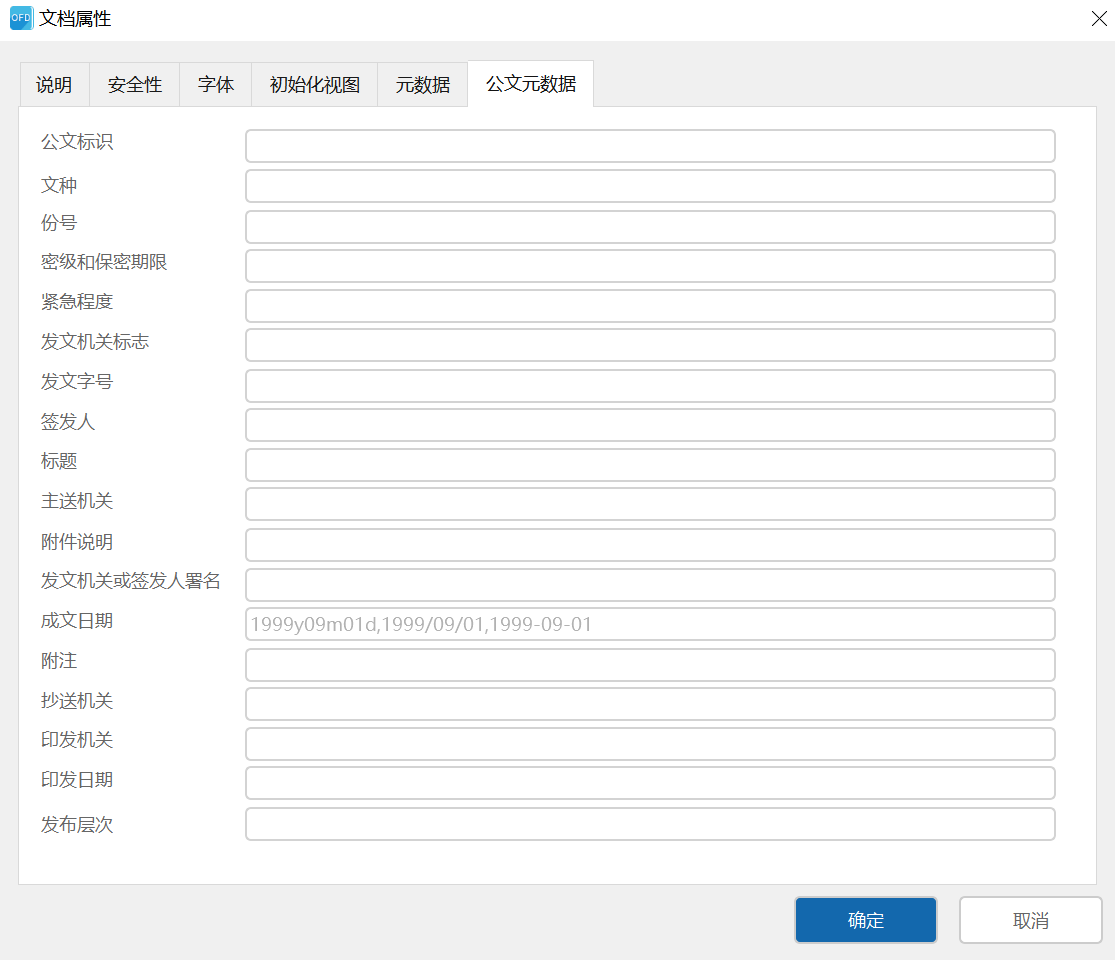 OFD 文档属性
说明 安全性 字体 初始化视图 元数据 公文元数据
公文标识
文种
份号
密级和保密期限
紧急程度
发文机关标志
发文字号
签发人
标题
主送机关
附件说明
发文机关或签发人署名
成文日期 1999y09m01d,1999/09/01,1999-09-01
附注
抄送机关
印发机关
印发日期
发布层次
确定 取消